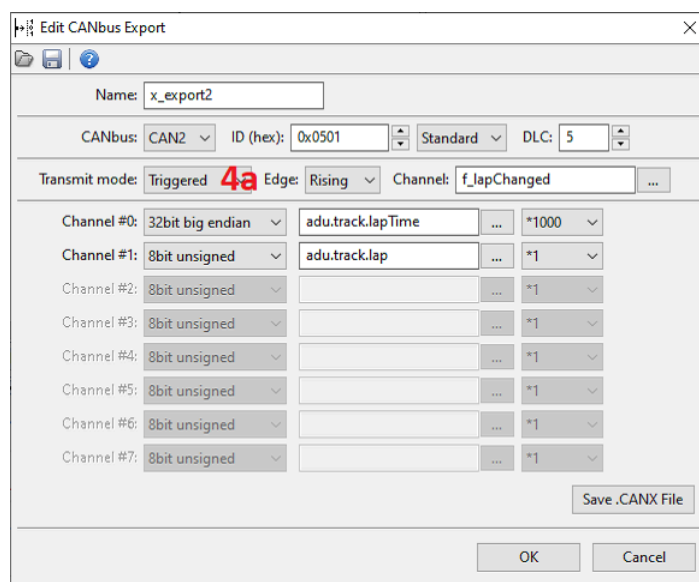 Edit CANbus Export
Name: x_export2
CANbus: CAN2 ID (hex): 0x0501 Standard DLC: 5
Transmit mode: Triggered 4a Edge: Rising Channel: f_lapChanged ...
Channel #0: 32bit big endian adu.track.lapTime ... *1000
Channel #1: 8bit unsigned adu.track.lap ... *1
Channel #2: 8bit unsigned ... *1
Channel #3: 8bit unsigned ... *1
Channel #4: 8bit unsigned ... *1
Channel #5: 8bit unsigned ... *1
Channel #6: 8bit unsigned ... *1
Channel #7: 8bit unsigned ... *1
Save .CANX File
OK Cancel